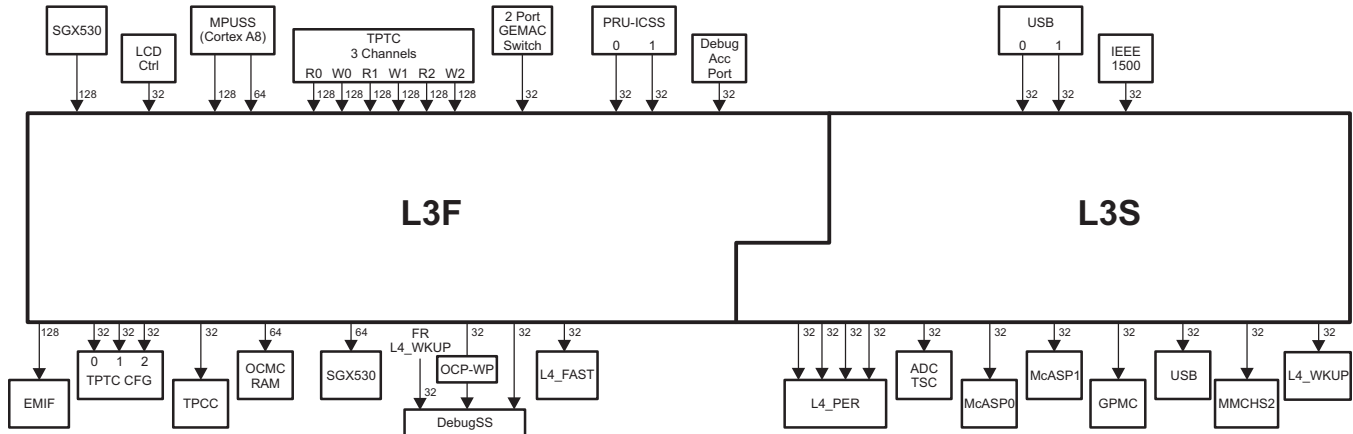 SGX530
LCD
Ctrl
MPUSS
(Cortex A8)
TPTC
3 Channels
R0 W0 R1 W1 R2 W2
2 Port
GEMAC
Switch
PRU-ICSS
0 1
Debug
Acc
Port
USB
0 1
IEEE
1500
128 32 128 64 128 128 128 128 128 128 32 32 32 32 32 32 32
L3F
L3S
128 32 32 32 32 64 64 32 32 32 32 32 32 32 32 32 32 32 32 32 32
FR
L4_WKUP
32
EMIF
0 1 2
TPTC CFG
TPCC
OCMC
RAM
SGX530
OCP-WP
DebugSS
L4_FAST
L4_PER
ADC
TSC
McASP0
McASP1
GPMC
USB
MMCHS2
L4_WKUP